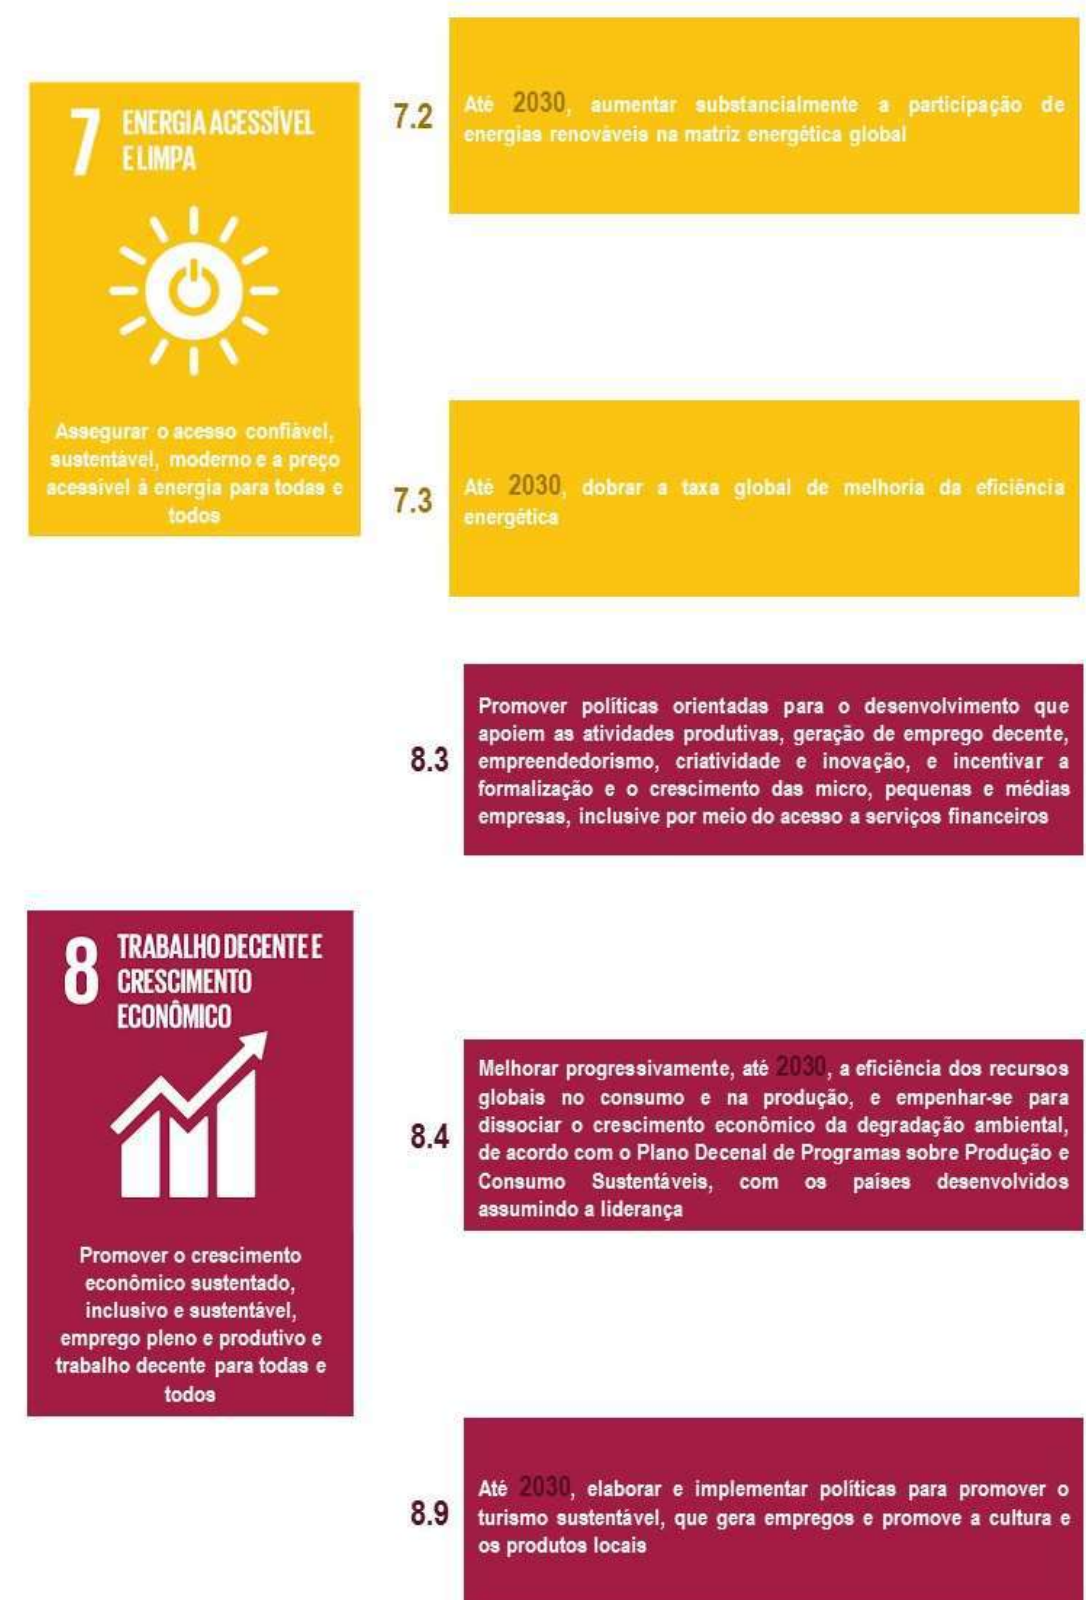 7 ENERGIA ACESSÍVEL
E LIMPA
Assegurar o acesso confiável,
sustentável, moderno e a preço
acessível à energia para todas e
todos
7.2
Até 2030, aumentar substancialmente a participação de
energias renováveis na matriz energética global
7.3
Até 2030, dobrar a taxa global de melhoria da eficiência
energética
8 TRABALHO DECENTE E
CRESCIMENTO
ECONÔMICO
Promover o crescimento
econômico sustentado,
inclusivo e sustentável,
emprego pleno e produtivo e
trabalho decente para todas e
todos
8.3
Promover políticas orientadas para o desenvolvimento que
apoiem as atividades produtivas, geração de emprego decente,
empreendedorismo, criatividade e inovação, e incentivar a
formalização e o crescimento das micro, pequenas e médias
empresas, inclusive por meio do acesso a serviços financeiros
8.4
Melhorar progressivamente, até 2030, a eficiência dos recursos
globais no consumo e na produção, e empenhar-se para
dissociar o crescimento econômico da degradação ambiental,
de acordo com o Plano Decenal de Programas sobre Produção e
Consumo Sustentáveis, com os países desenvolvidos
assumindo a liderança
8.9
Até 2030, elaborar e implementar políticas para promover o
turismo sustentável, que gera empregos e promove a cultura e
os produtos locais